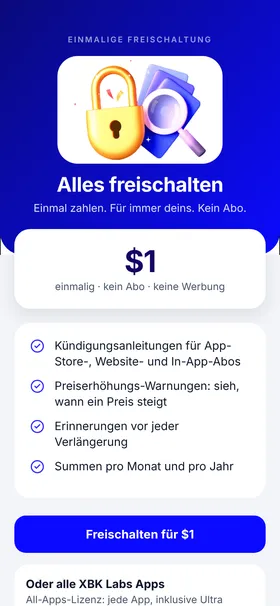 EINMALIGE FREISCHALTUNG
Alles freischalten
Einmal zahlen. Für immer deins. Kein Abo.
$1
einmalig · kein Abo · keine Werbung
Kündigungsanleitungen für App-
Store-, Website- und In-App-Abos
Preiserhöhungs-Warnungen: sieh,
wann ein Preis steigt
Erinnerungen vor jeder
Verlängerung
Summen pro Monat und pro Jahr
Freischalten für $1
Oder alle XBK Labs Apps
All-Apps-Lizenz: jede App, inklusive Ultra